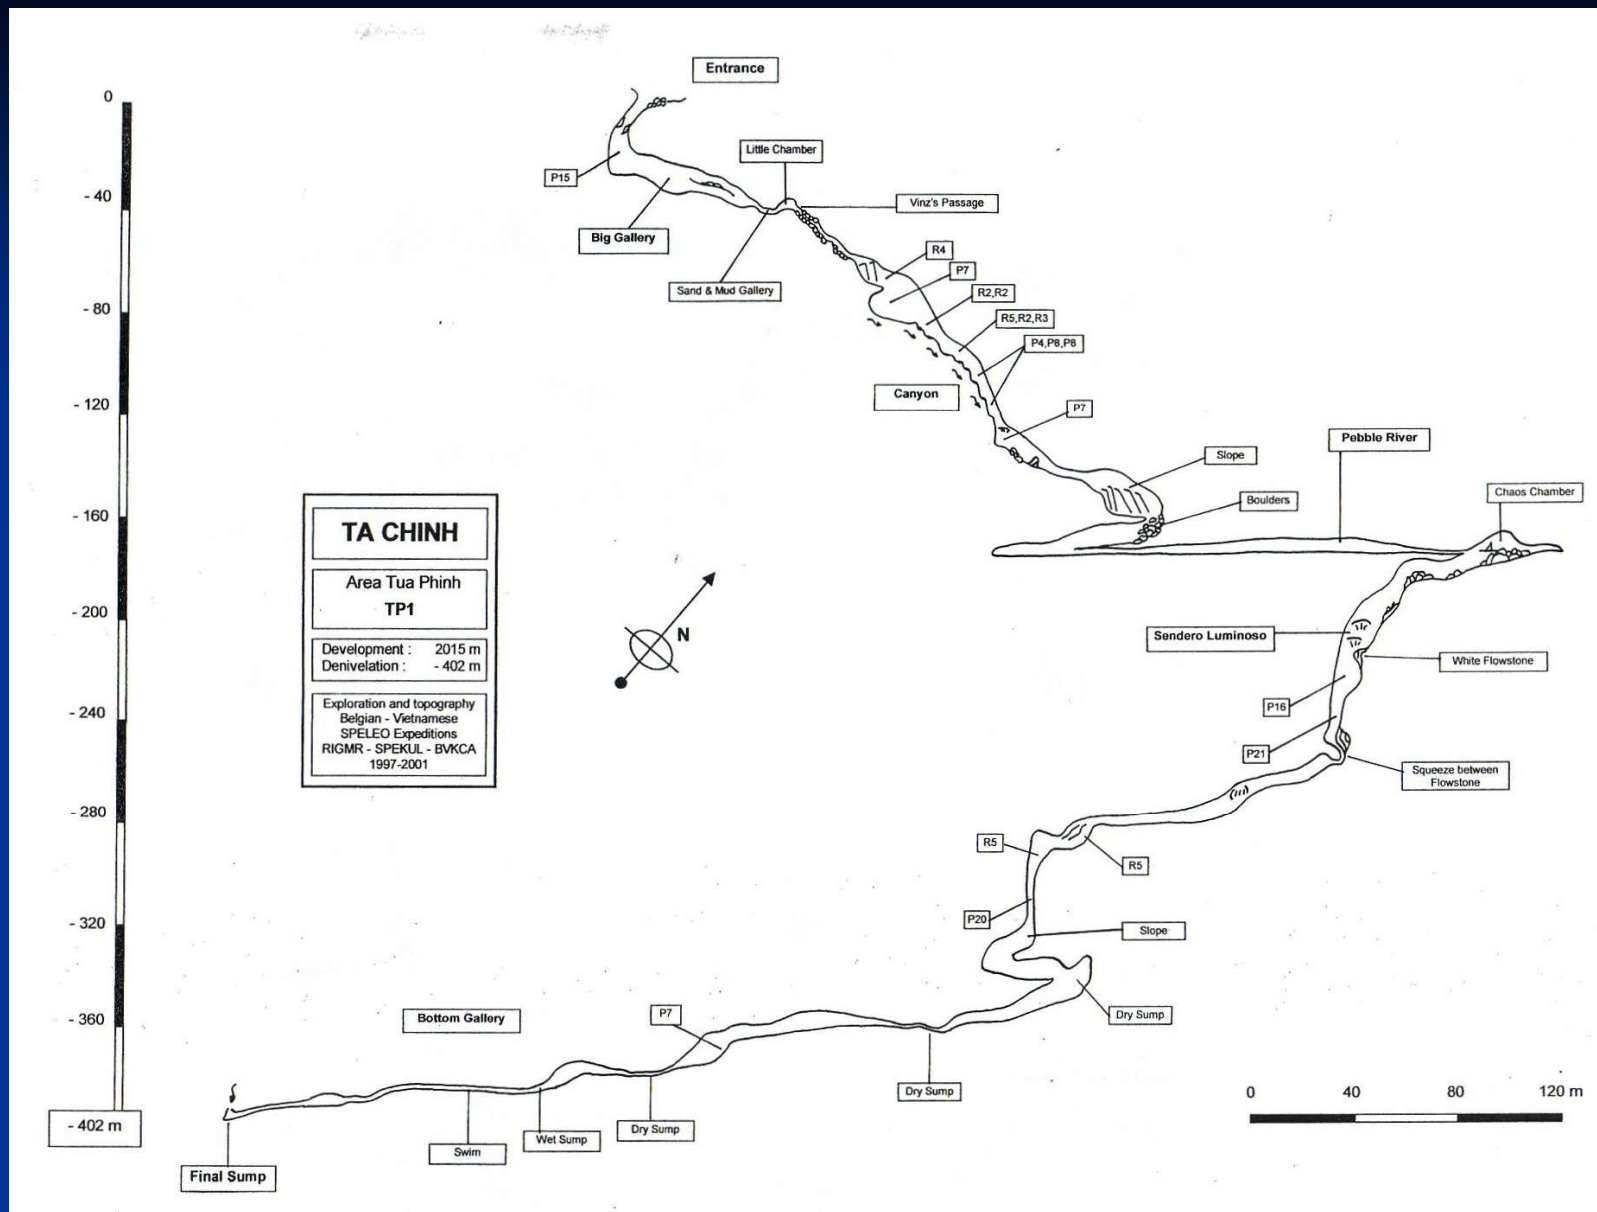 Entrance
0
Little Chamber
P15
- 40
Vinz's Passage
Big Gallery
R4
P7
Sand & Mud Gallery
R2,R2
- 80
R5,R2,R3
P4,P8,P8
Canyon
- 120
P7
Pebble River
Slope
Chaos Chamber
Boulders
- 160
TA CHINH
Area Tua Phinh
TP1
Development : 2015 m
Denivelation : - 402 m
Exploration and topography
Belgian - Vietnamese
SPELEO Expeditions
RIGMR - SPEKUL - BVKCA
1997-2001
N
- 200
Sendero Luminoso
White Flowstone
P16
- 240
P21
Squeeze between
Flowstone
- 280
R5
R5
P20
- 320
Slope
Dry Sump
- 360
Bottom Gallery
P7
Dry Sump
0 40 80 120 m
- 402 m
Dry Sump
Wet Sump
Swim
Final Sump